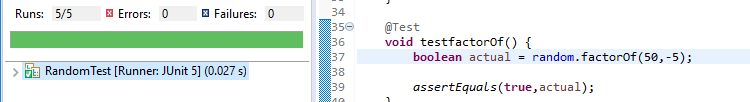 Runs: 5/5 Errors: 0 Failures: 0
RandomTest [Runner: JUnit 5] (0.027 s)
34 }
35 @Test
36 void testfactorOf() {
37 boolean actual = random.factorOf(50,-5);
38
39 assertEquals(true,actual);
40 }